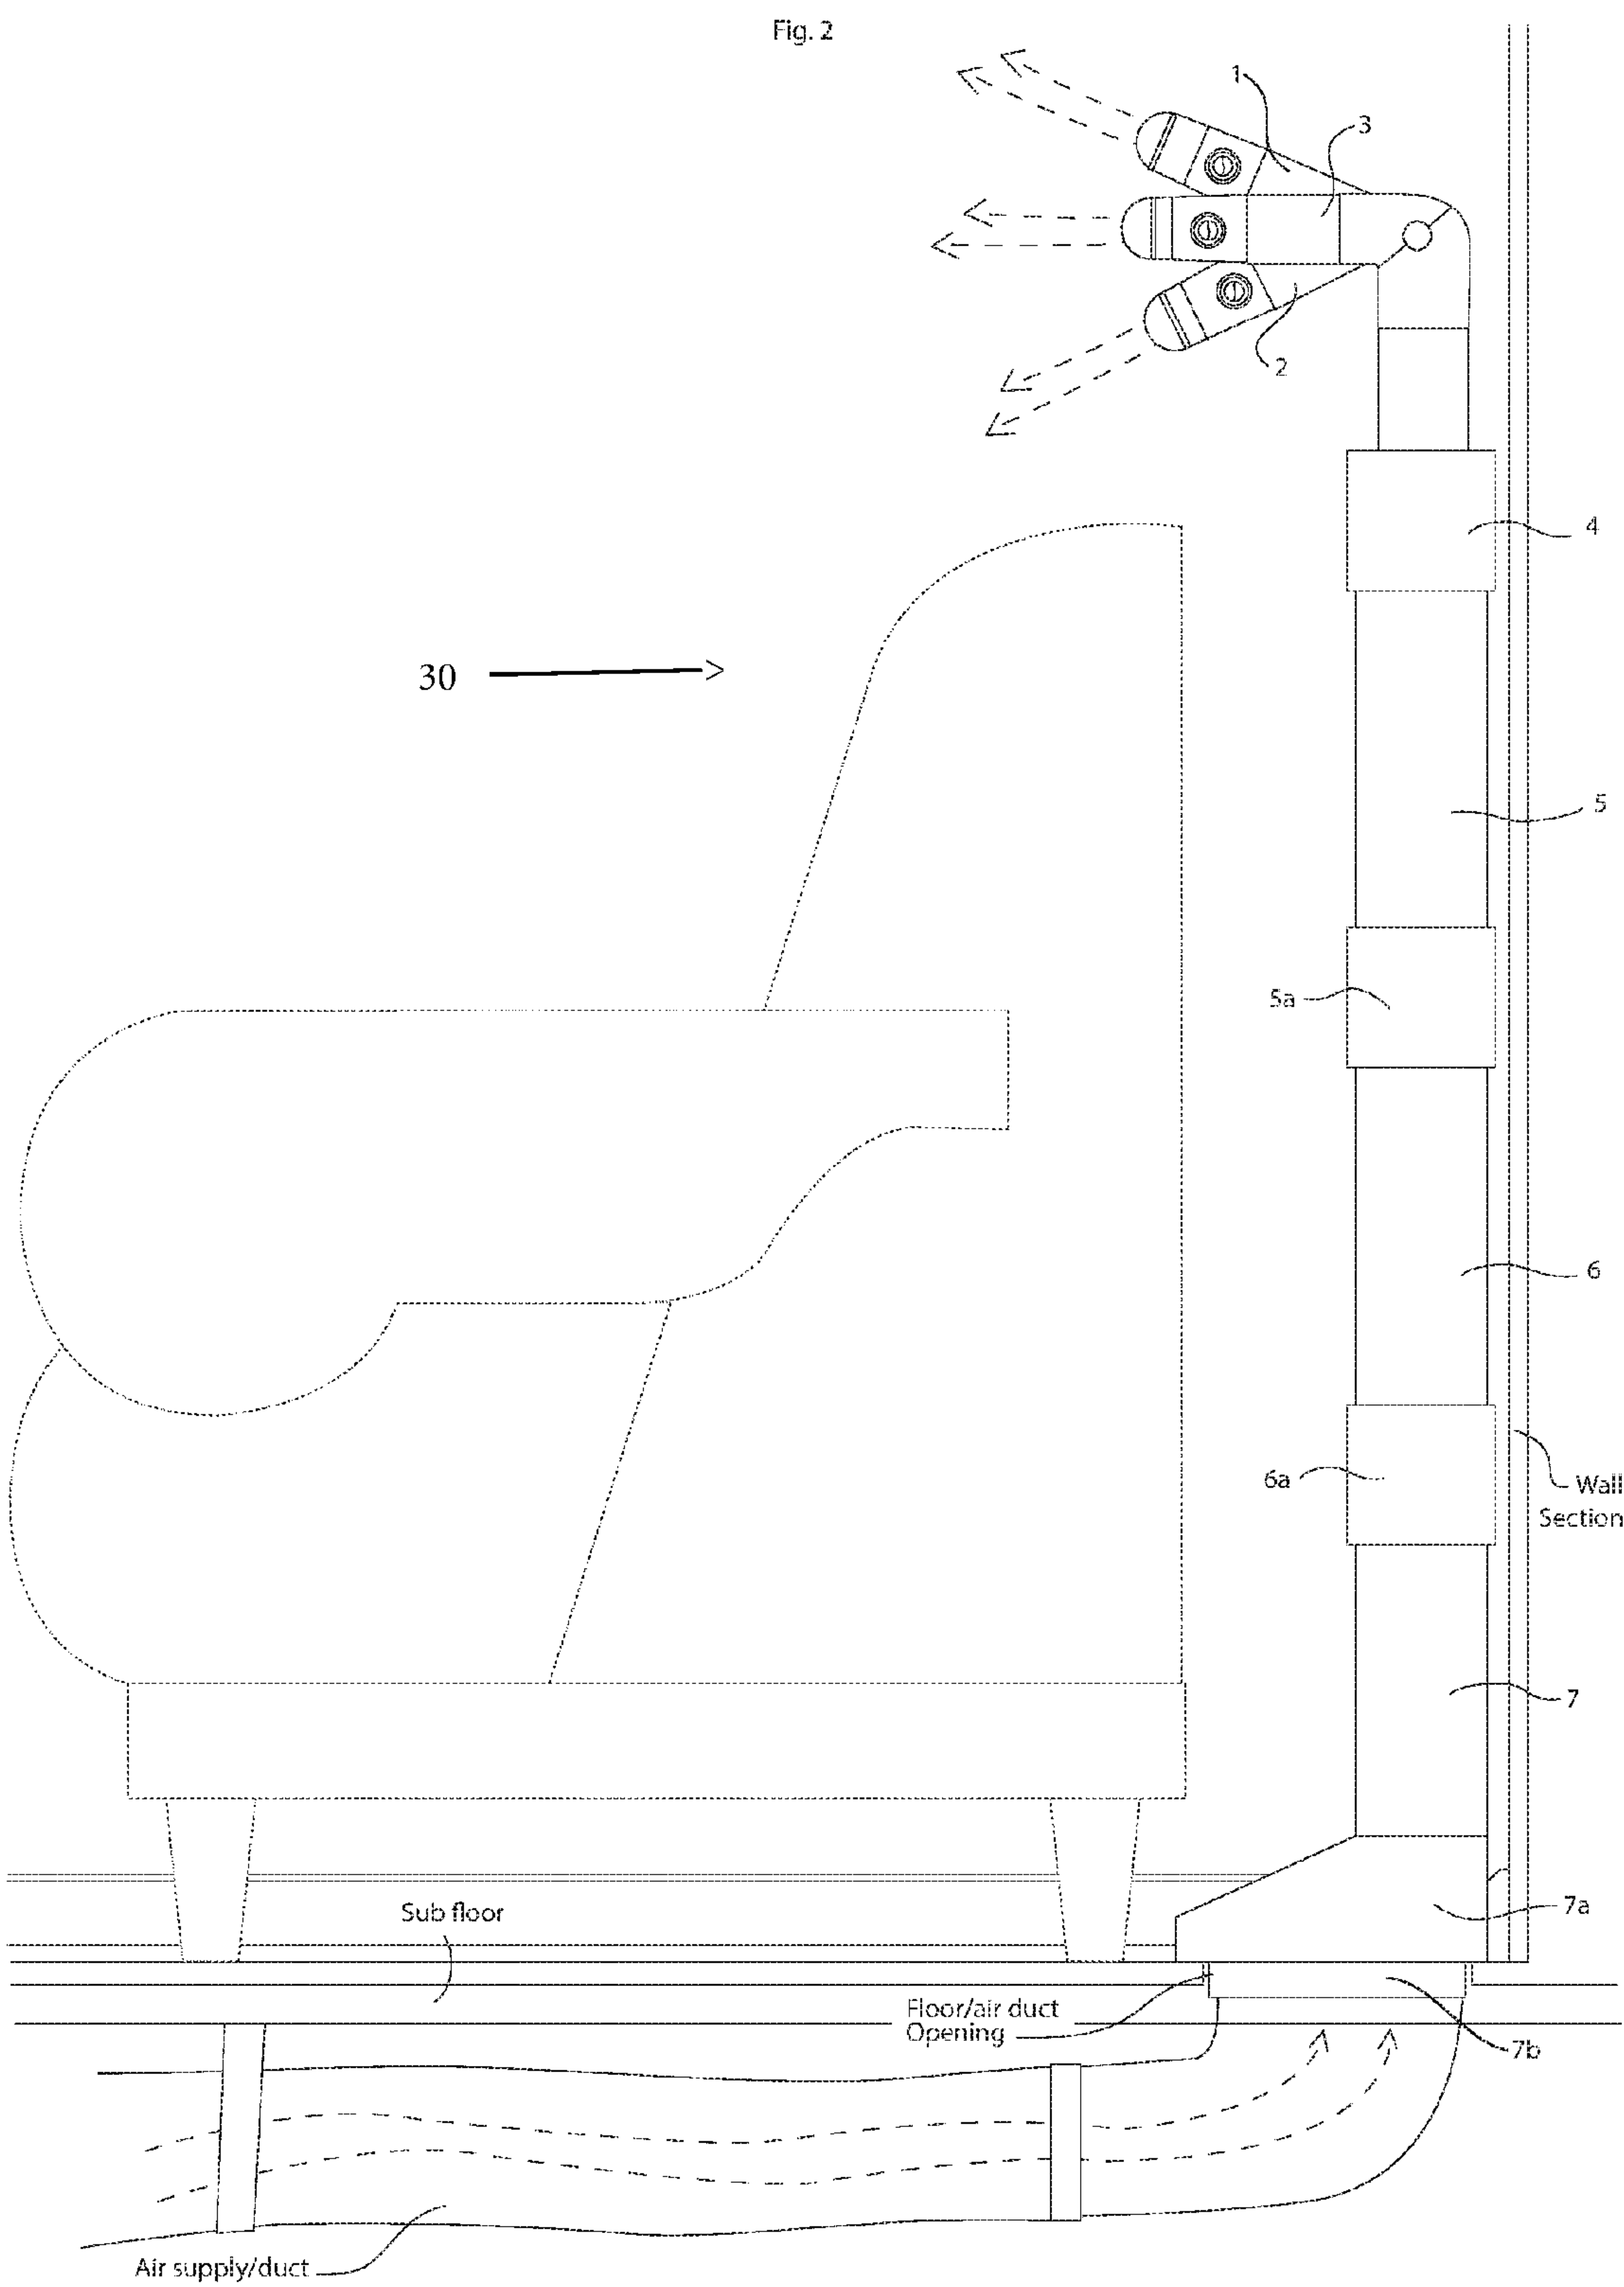 Fig. 2
1
3
2
4
30
5
5a
6
6a
Wall
Section
7
7a
Sub floor
Floor/air duct
Opening
7b
Air supply/duct